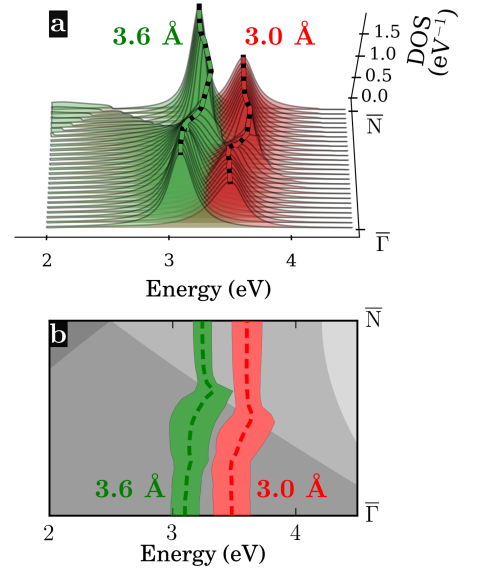 a
3.6 Å
3.0 Å
DOS
(eV⁻¹)
1.5
1.0
0.5
0.0
N̅
Γ̅
2
3
4
Energy (eV)
b
N̅
3.6 Å
3.0 Å
Γ̅
2
3
4
Energy (eV)